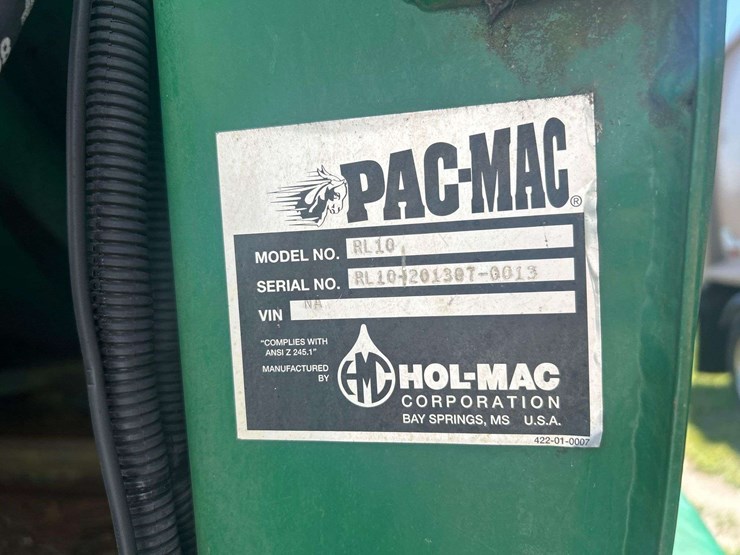 PAC-MAC®
MODEL NO. RL10
SERIAL NO. RL10-201307-0013
VIN NA
"COMPLIES WITH
ANSI Z 245.1"
MANUFACTURED
BY
HMC
HOL-MAC
CORPORATION
BAY SPRINGS, MS U.S.A.
422-01-0007